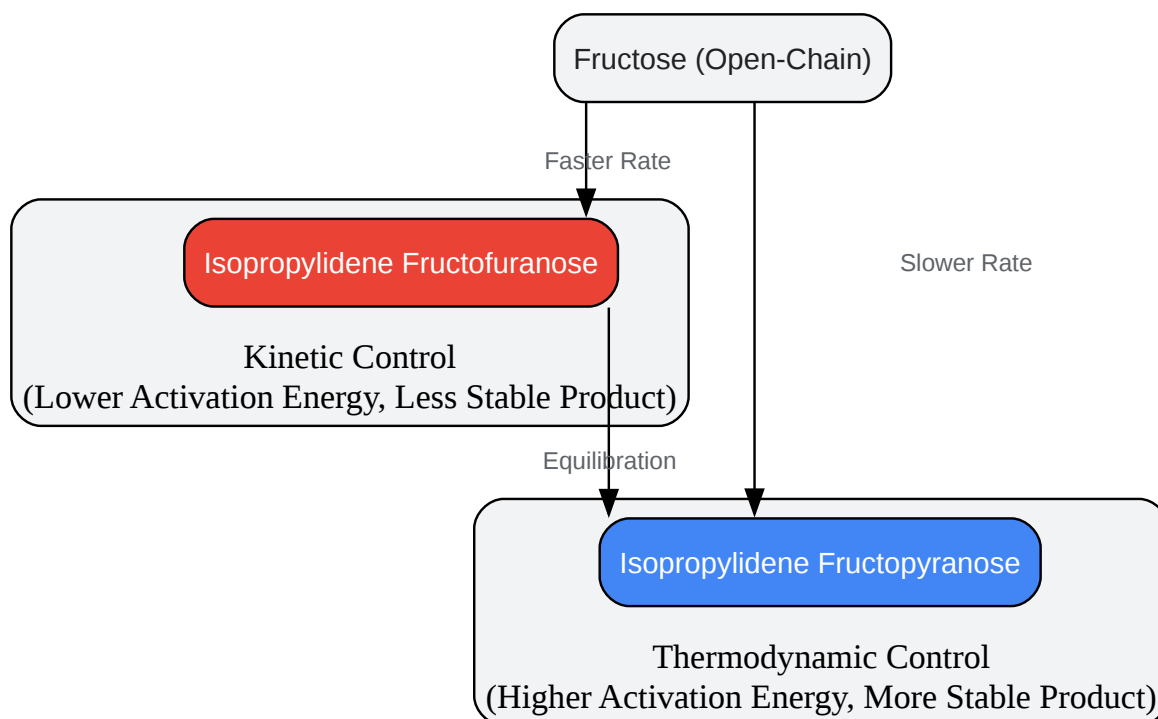 Fructose (Open-Chain)
Faster Rate
Isopropylidene Fructofuranose
Slower Rate
Kinetic Control
(Lower Activation Energy, Less Stable Product)
Equilibration
Isopropylidene Fructopyranose
Thermodynamic Control
(Higher Activation Energy, More Stable Product)